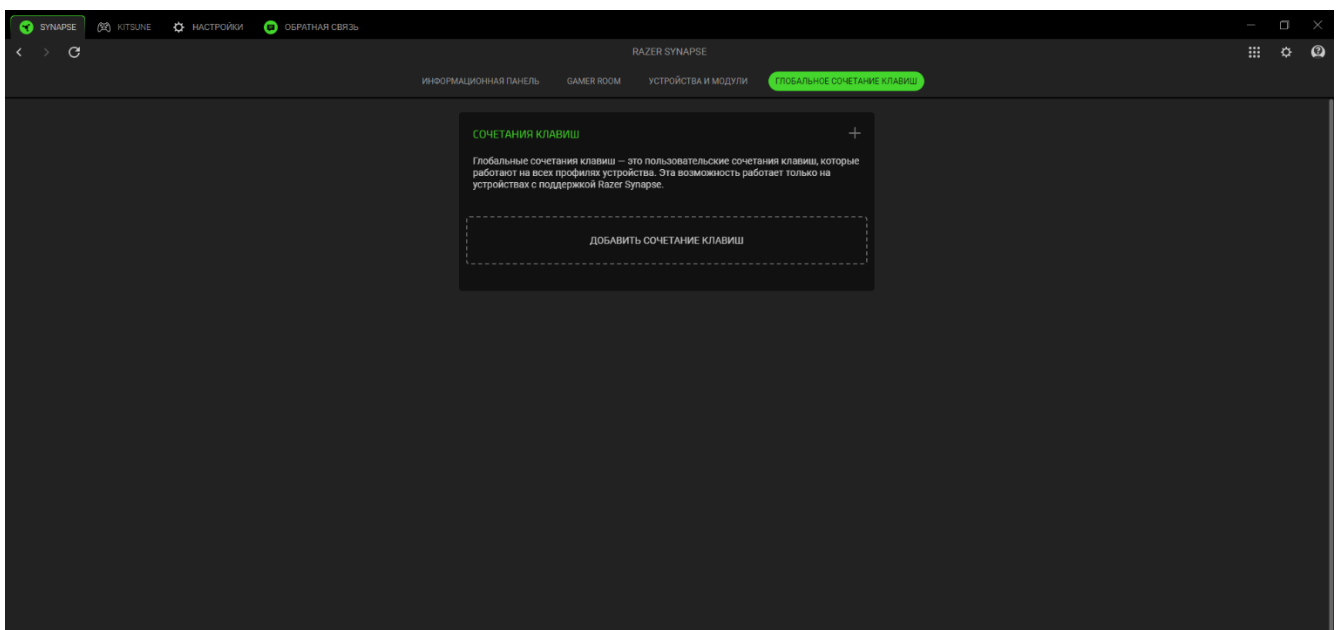 SYNAPSE KITSUNE НАСТРОЙКИ ОБРАТНАЯ СВЯЗЬ
RAZER SYNAPSE
ИНФОРМАЦИОННАЯ ПАНЕЛЬ GAMER ROOM УСТРОЙСТВА И МОДУЛИ ГЛОБАЛЬНОЕ СОЧЕТАНИЕ КЛАВИШ
СОЧЕТАНИЯ КЛАВИШ
Глобальные сочетания клавиш — это пользовательские сочетания клавиш, которые
работают на всех профилях устройства. Эта возможность работает только на
устройствах с поддержкой Razer Synapse.
ДОБАВИТЬ СОЧЕТАНИЕ КЛАВИШ